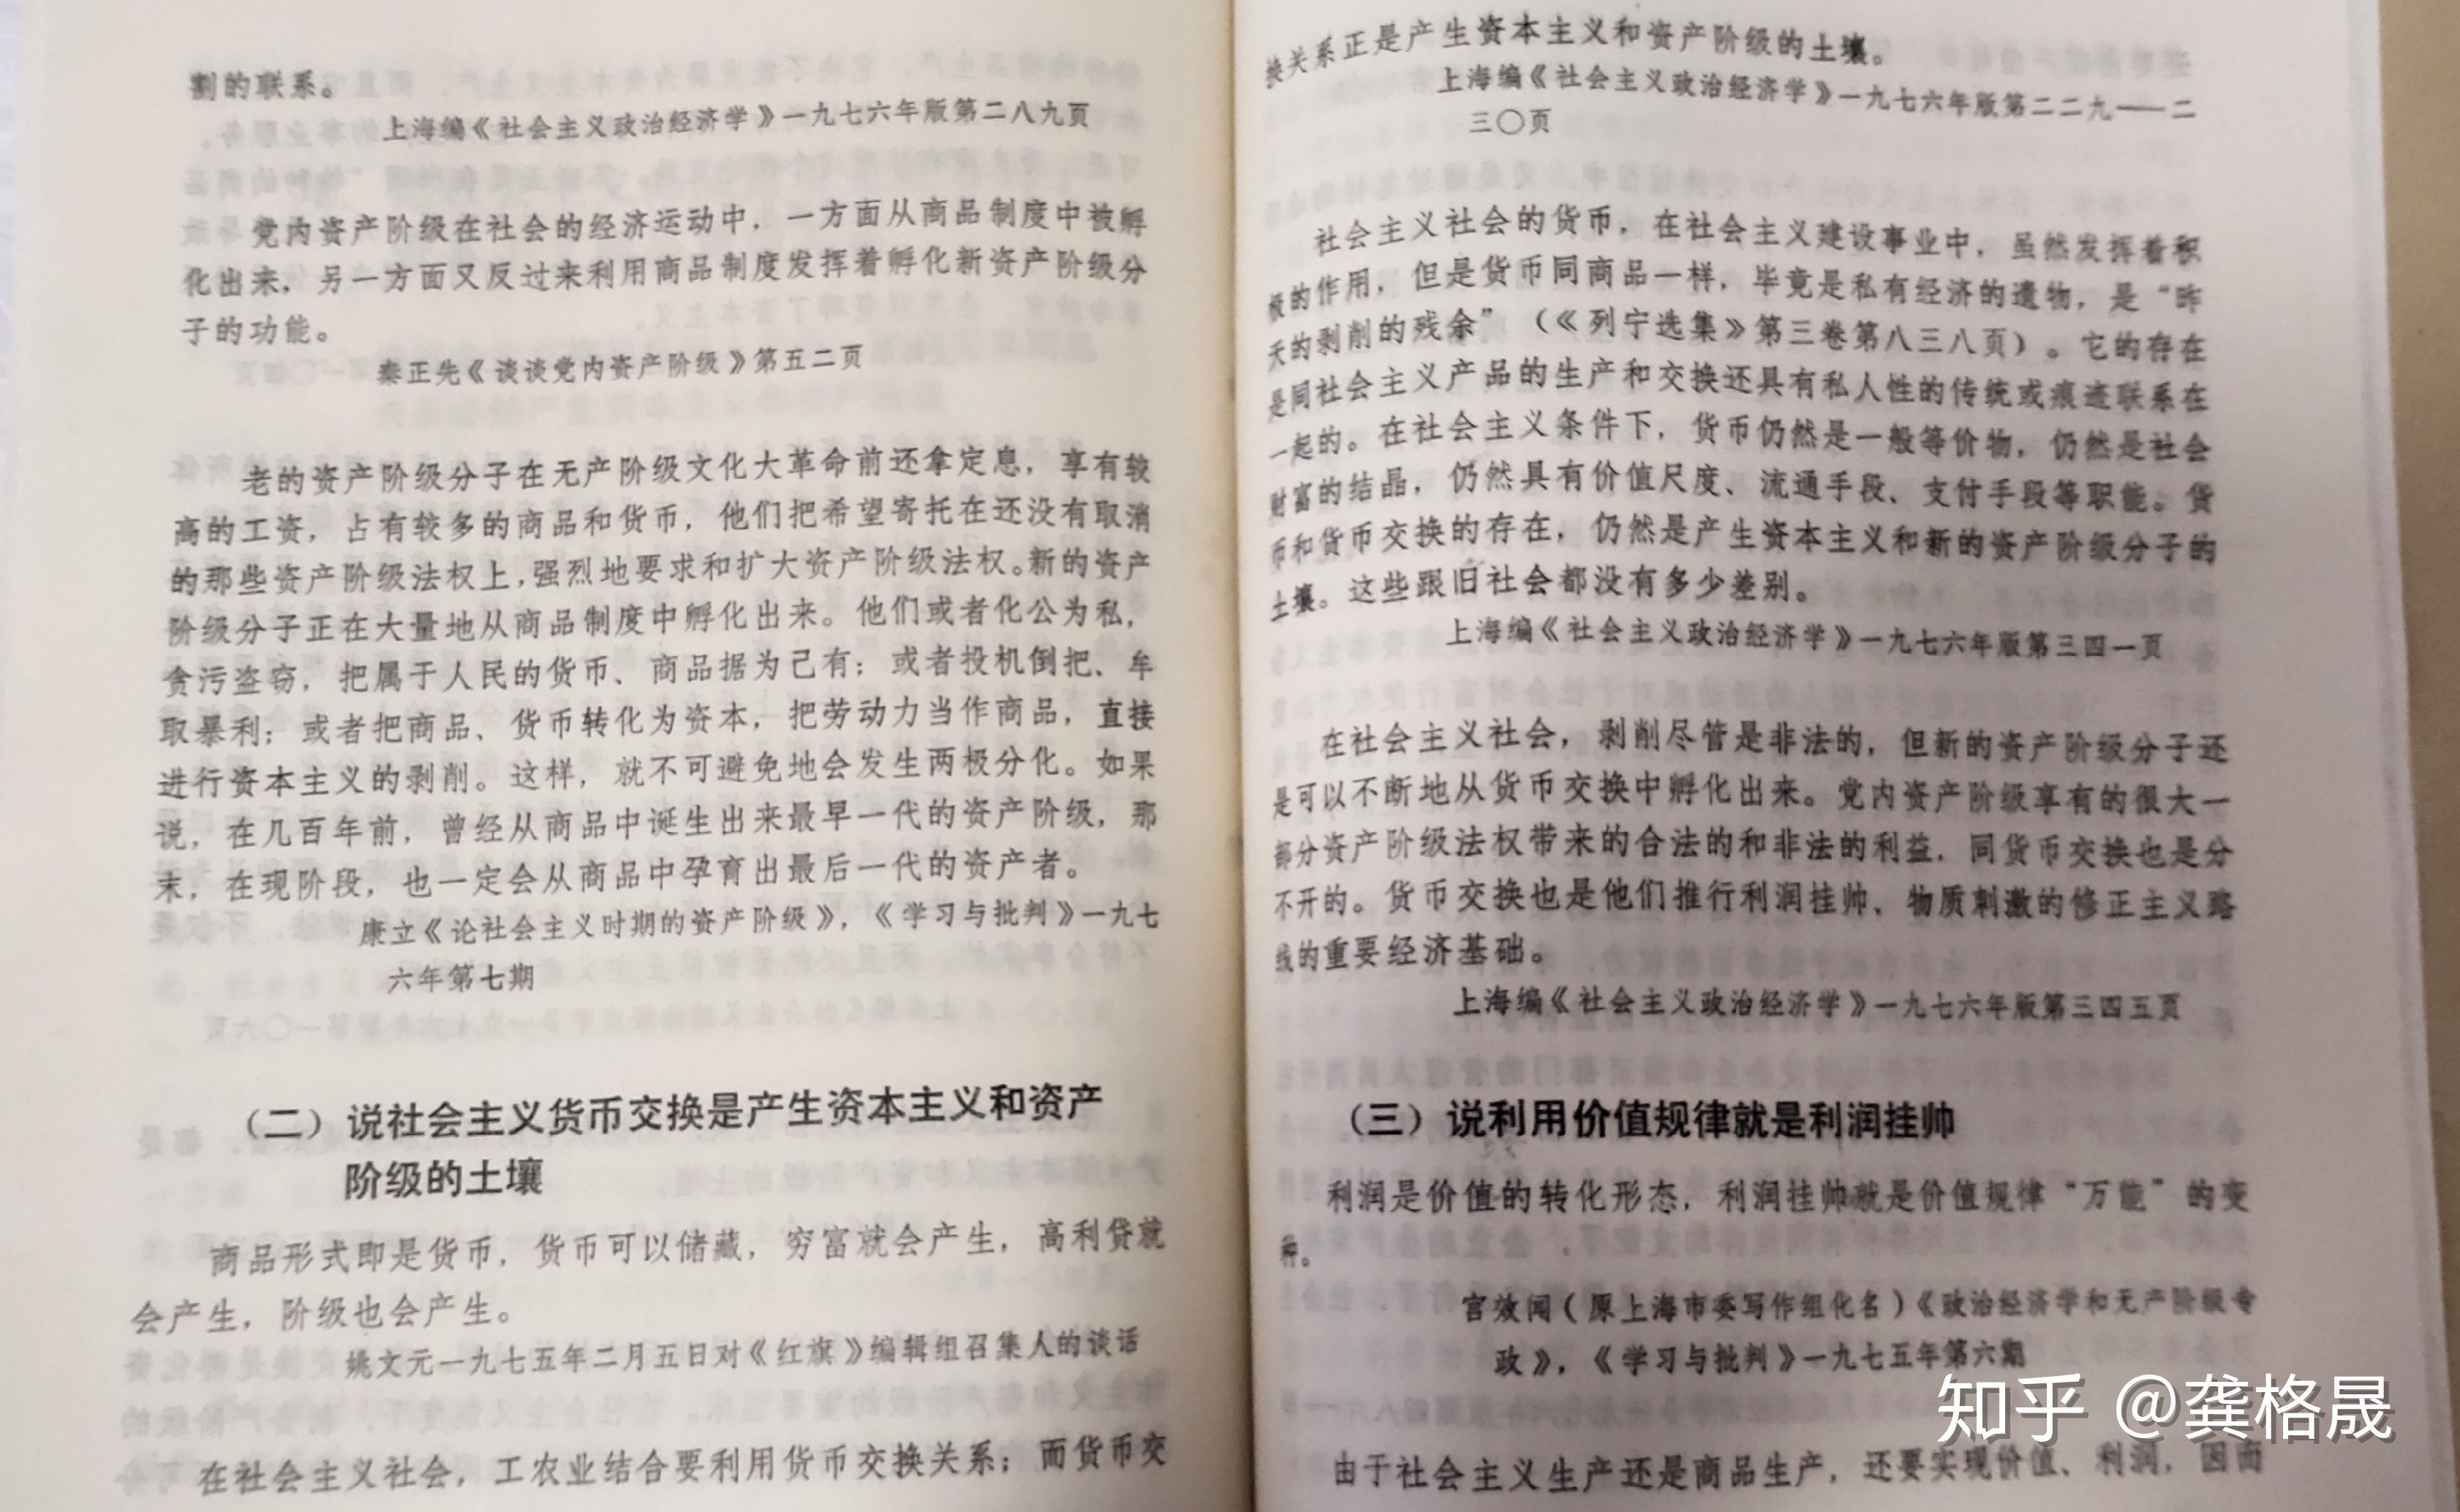 割的联系。
上海编《社会主义政治经济学》一九七六年版第二八九页
党内资产阶级在社会的经济运动中，一方面从商品制度中被孵
化出来，另一方面又反过来利用商品制度发挥着孵化新资产阶级分
子的功能。
秦正先《谈谈党内资产阶级》第五二页
老的资产阶级分子在无产阶级文化大革命前还拿定息，享有较
高的工资，占有较多的商品和货币，他们把希望寄托在还没有取消
的那些资产阶级法权上，强烈地要求和扩大资产阶级法权。新的资产
阶级分子正在大量地从商品制度中孵化出来。他们或者化公为私，
贪污盗窃，把属于人民的货币、商品据为己有；或者投机倒把、牟
取暴利；或者把商品、货币转化为资本，把劳动力当作商品，直接
进行资本主义的剥削。这样，就不可避免地会发生两极分化。如果
说，在几百年前，曾经从商品中诞生出来最早一代的资产阶级，那
末，在现阶段，也一定会从商品中孕育出最后一代的资产者。
康立《论社会主义时期的资产阶级》，《学习与批判》一九七
六年第七期
（二）说社会主义货币交换是产生资本主义和资产
阶级的土壤
商品形式即是货币，货币可以储藏，穷富就会产生，高利贷就
会产生，阶级也会产生。
姚文元一九七五年二月五日对《红旗》编辑组召集人的谈话
在社会主义社会，工农业结合要利用货币交换关系；而货币交
换关系正是产生资本主义和资产阶级的土壤。
上海编《社会主义政治经济学》一九七六年版第二二九——二
三〇页
社会主义社会的货币，在社会主义建设事业中，虽然发挥着积
极的作用，但是货币同商品一样，毕竟是私有经济的遗物，是“昨
天的剥削的残余”（《列宁选集》第三卷第八三八页）。它的存在
是同社会主义产品的生产和交换还具有私人性的传统或痕迹联系在
一起的。在社会主义条件下，货币仍然是一般等价物，仍然是社会
财富的结晶，仍然具有价值尺度、流通手段、支付手段等职能。货
币和货币交换的存在，仍然是产生资本主义和新的资产阶级分子的
土壤。这些跟旧社会都没有多少差别。
上海编《社会主义政治经济学》一九七六年版第三四一页
在社会主义社会，剥削尽管是非法的，但新的资产阶级分子还
是可以不断地从货币交换中孵化出来。党内资产阶级享有的很大一
部分资产阶级法权带来的合法的和非法的利益，同货币交换也是分
不开的。货币交换也是他们推行利润挂帅、物质刺激的修正主义路
线的重要经济基础。
上海编《社会主义政治经济学》一九七六年版第三四五页
（三）说利用价值规律就是利润挂帅
利润是价值的转化形态，利润挂帅就是价值规律“万能”的变
种。
宫效闻（原上海市委写作组化名）《政治经济学和无产阶级专
政》，《学习与批判》一九七五年第六期
由于社会主义生产还是商品生产，还要实现价值、利润，因而
知乎 @龚格晟